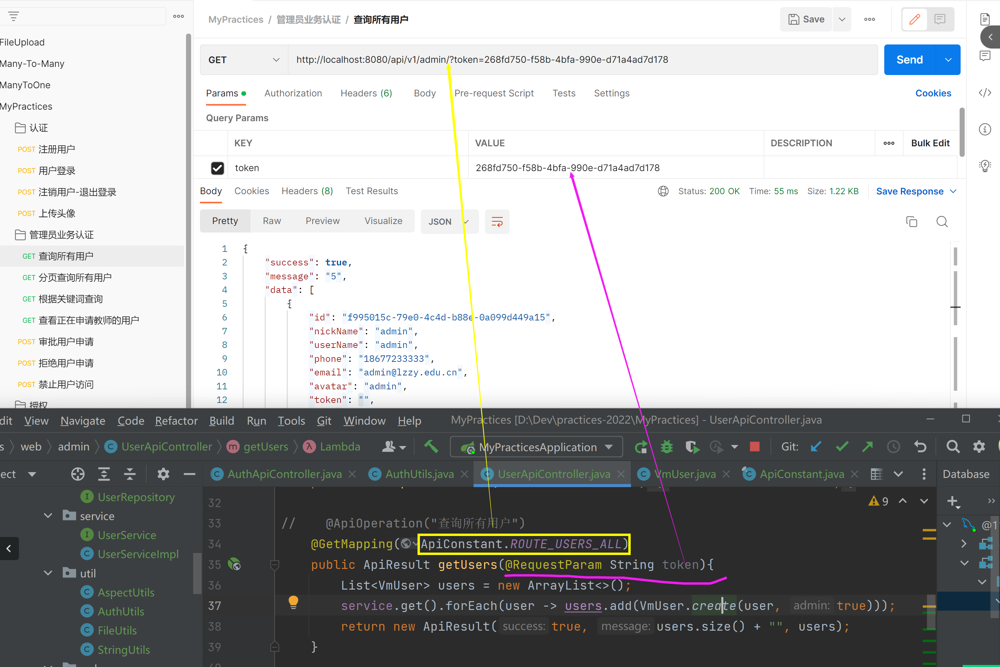 MyPractices / 管理员业务认证 / 查询所有用户
Save
FileUpload
Many-To-Many
ManyToOne
MyPractices
认证
POST 注册用户
POST 用户登录
POST 注销用户-退出登录
POST 上传头像
管理员业务认证
GET 查询所有用户
GET 分页查询所有用户
GET 根据关键词查询
GET 查看正在申请教师的用户
POST 审批用户申请
POST 拒绝用户申请
POST 禁止用户访问
授权
GET http://localhost:8080/api/v1/admin/?token=268fd750-f58b-4bfa-990e-d71a4ad7d178 Send
Params Authorization Headers (6) Body Pre-request Script Tests Settings Cookies
Query Params
KEY VALUE DESCRIPTION Bulk Edit
token 268fd750-f58b-4bfa-990e-d71a4ad7d178
Body Cookies Headers (8) Test Results Status: 200 OK Time: 55 ms Size: 1.22 KB Save Response
Pretty Raw Preview Visualize JSON
1 {
2 "success": true,
3 "message": "5",
4 "data": [
5 {
6 "id": "f995015c-79e0-4c4d-b88e-0a099d449a15",
7 "nickName": "admin",
8 "userName": "admin",
9 "phone": "18677233333",
10 "email": "admin@lzzy.edu.cn",
11 "avatar": "admin",
12 "token": "",
dit View Navigate Code Refactor Build Run Tools Git Window Help MyPractices [D:\Dev\practices-2022\MyPractices] - UserApiController.java
s web admin UserApiController getUsers Lambda MyPracticesApplication Git:
ect AuthApiController.java AuthUtils.java UserApiController.java VmUser.java ApiConstant.java Database
UserRepository
service
UserService
UserServiceImpl
util
AspectUtils
AuthUtils
FileUtils
StringUtils
9
@1
32
33 // @ApiOperation("查询所有用户")
34 @GetMapping(ApiConstant.ROUTE_USERS_ALL)
35 public ApiResult getUsers(@RequestParam String token){
36 List<VmUser> users = new ArrayList<>();
37 service.get().forEach(user -> users.add(VmUser.create(user, admin: true)));
38 return new ApiResult( success: true, message: users.size() + "", users);
39 }